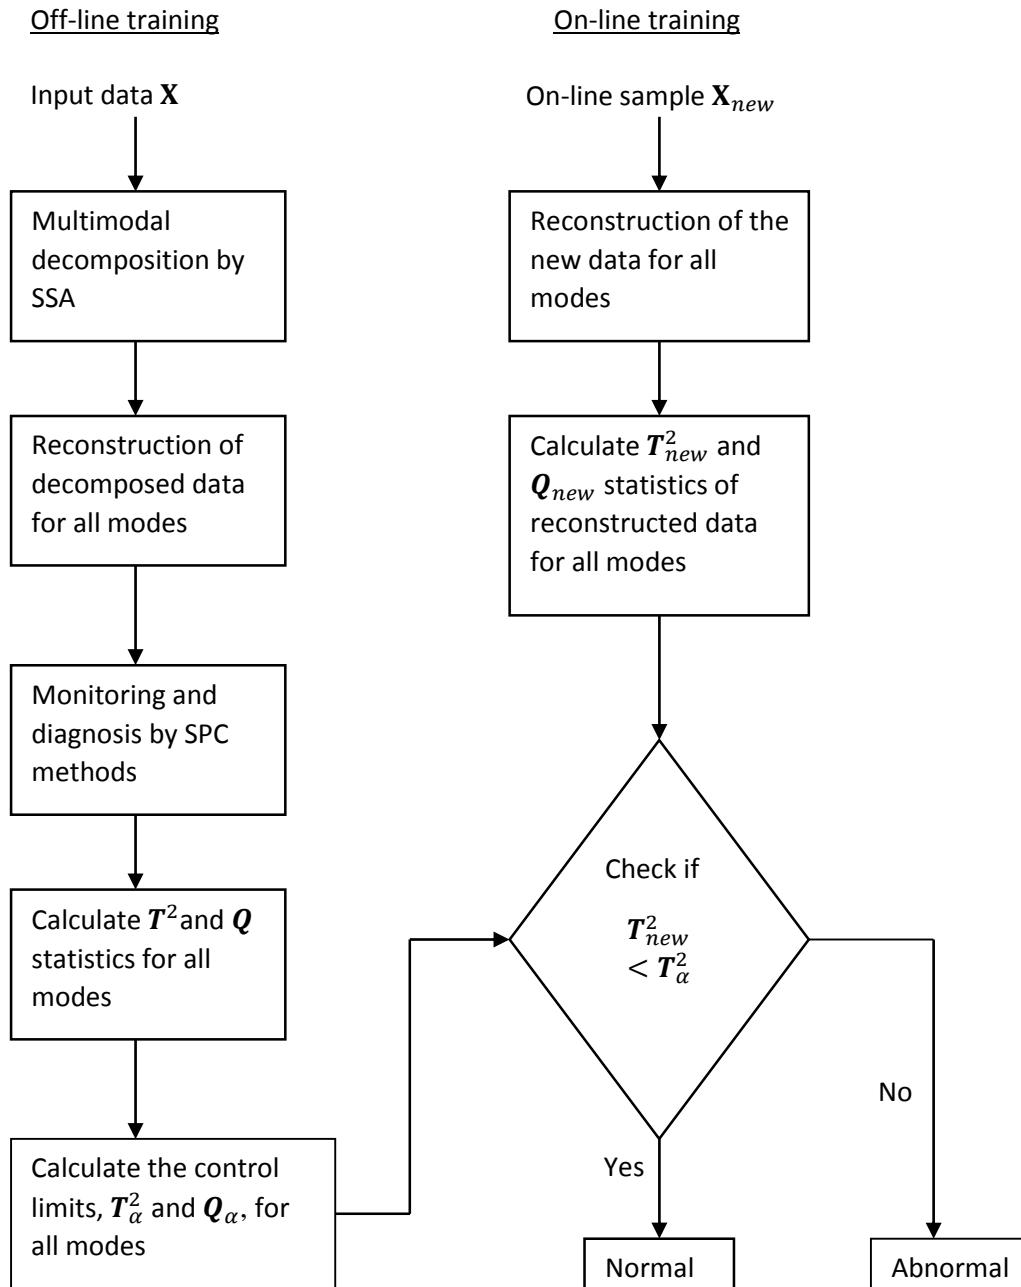 Off-line training
Input data X
Multimodal
decomposition by
SSA
Reconstruction of
decomposed data
for all modes
Monitoring and
diagnosis by SPC
methods
Calculate T² and Q
statistics for all
modes
Calculate the control
limits, T²_α and Q_α, for
all modes
On-line training
On-line sample X_new
Reconstruction of the
new data for all
modes
Calculate T²_new and
Q_new statistics of
reconstructed data
for all modes
Check if
T²_new
< T²_α
Yes
No
Normal
Abnormal